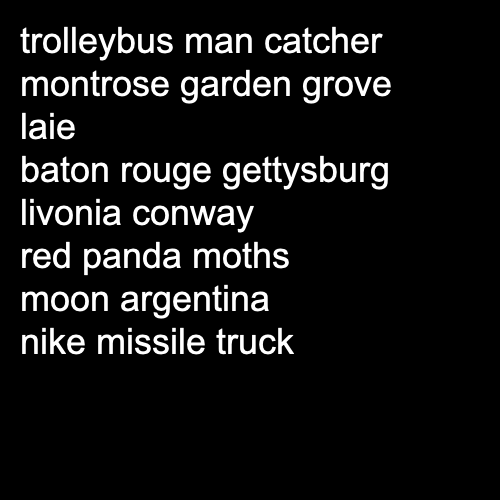 trolleybus man catcher
montrose garden grove
laie
baton rouge gettysburg
livonia conway
red panda moths
moon argentina
nike missile truck